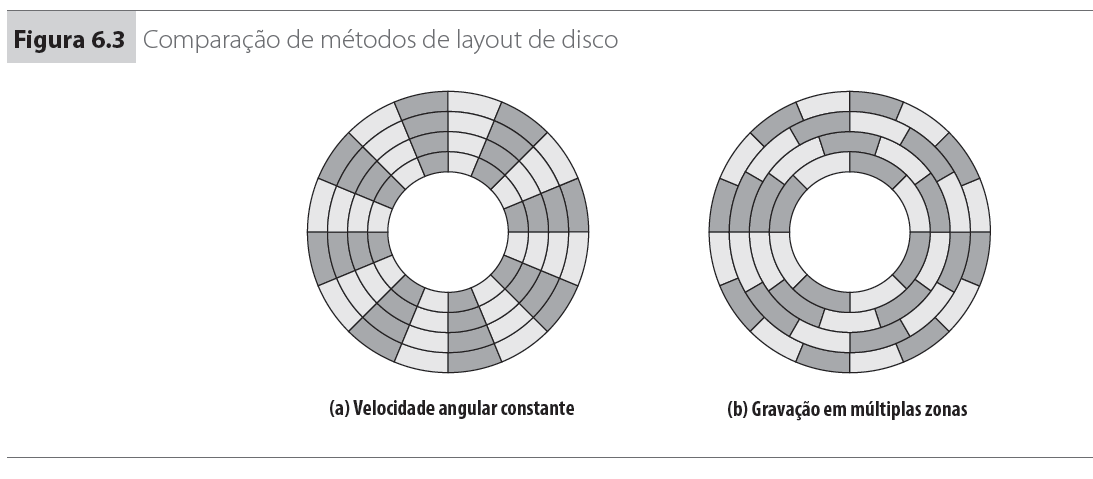 Figura 6.3 Comparação de métodos de layout de disco
(a) Velocidade angular constante
(b) Gravação em múltiplas zonas